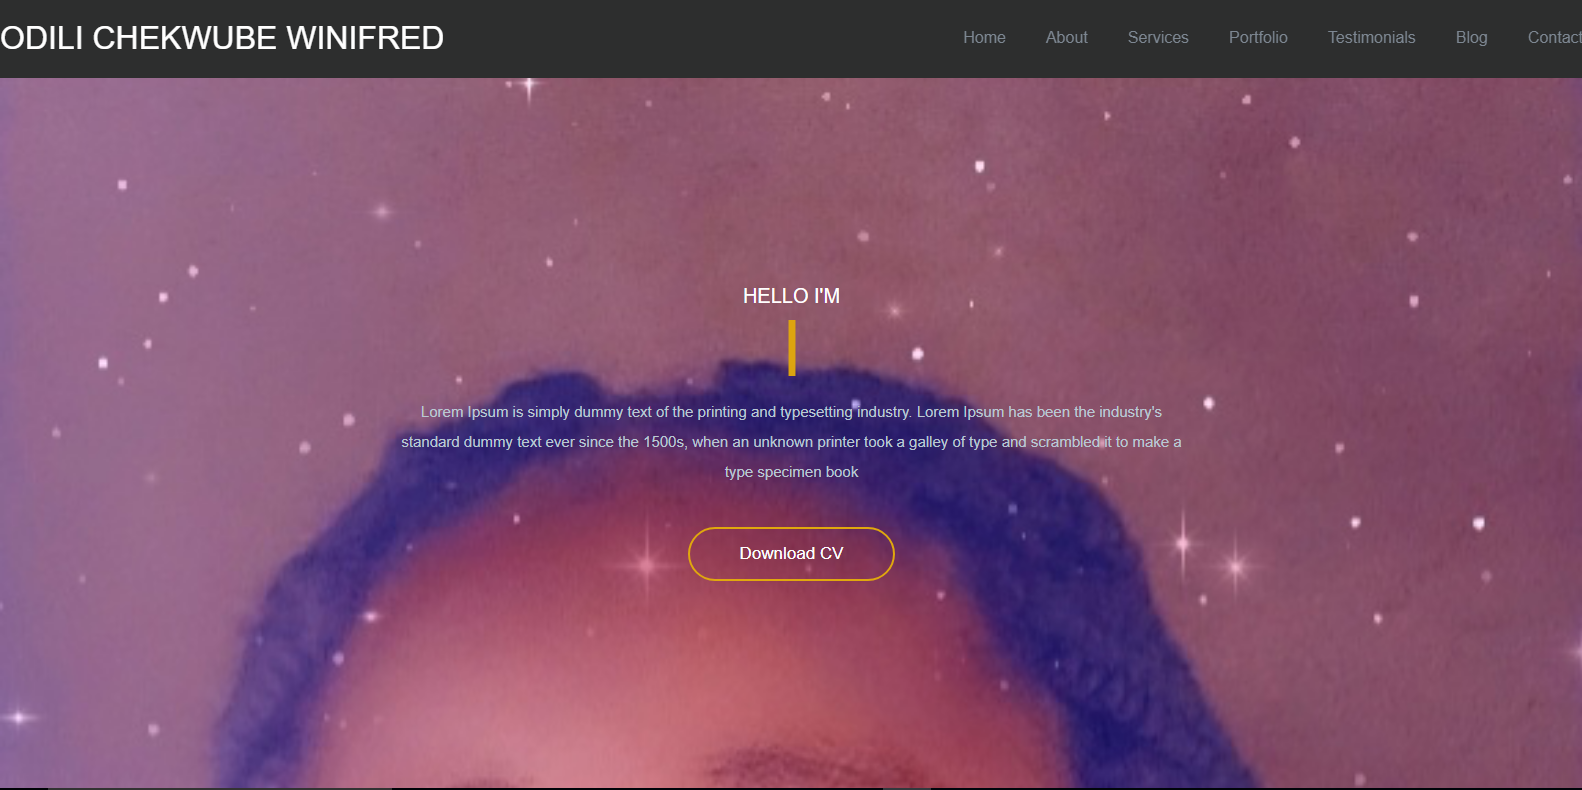 ODILI CHEKWUBE WINIFRED
Home About Services Portfolio Testimonials Blog Contact
HELLO I'M
Lorem Ipsum is simply dummy text of the printing and typesetting industry. Lorem Ipsum has been the industry's
standard dummy text ever since the 1500s, when an unknown printer took a galley of type and scrambled it to make a
type specimen book
Download CV